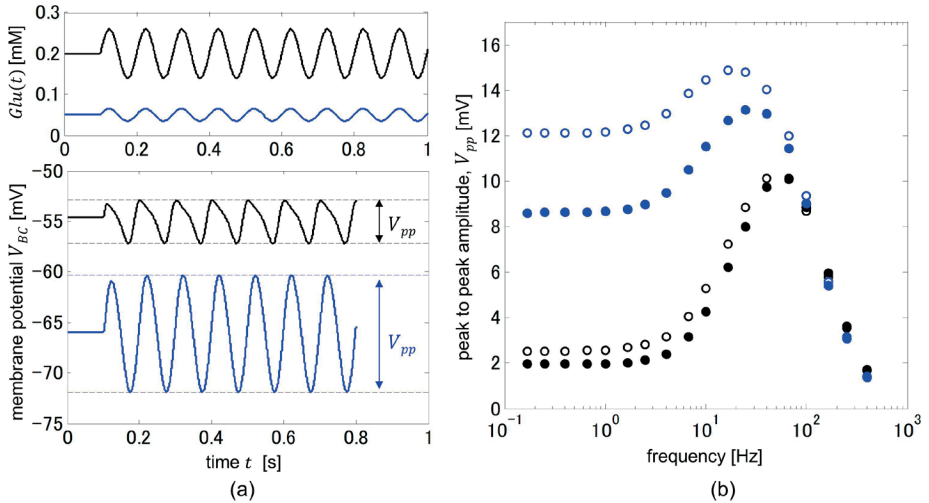 0.3
0.2
0.1
0
Glu(t) [mM]
0 0.2 0.4 0.6 0.8 1
−50
−55
−60
−65
−70
−75
membrane potential V_BC [mV]
V_pp
V_pp
0 0.2 0.4 0.6 0.8 1
time t [s]
(a)
16
14
12
10
8
6
4
2
0
peak to peak amplitude, V_pp [mV]
10^−1 10^0 10^1 10^2 10^3
frequency [Hz]
(b)